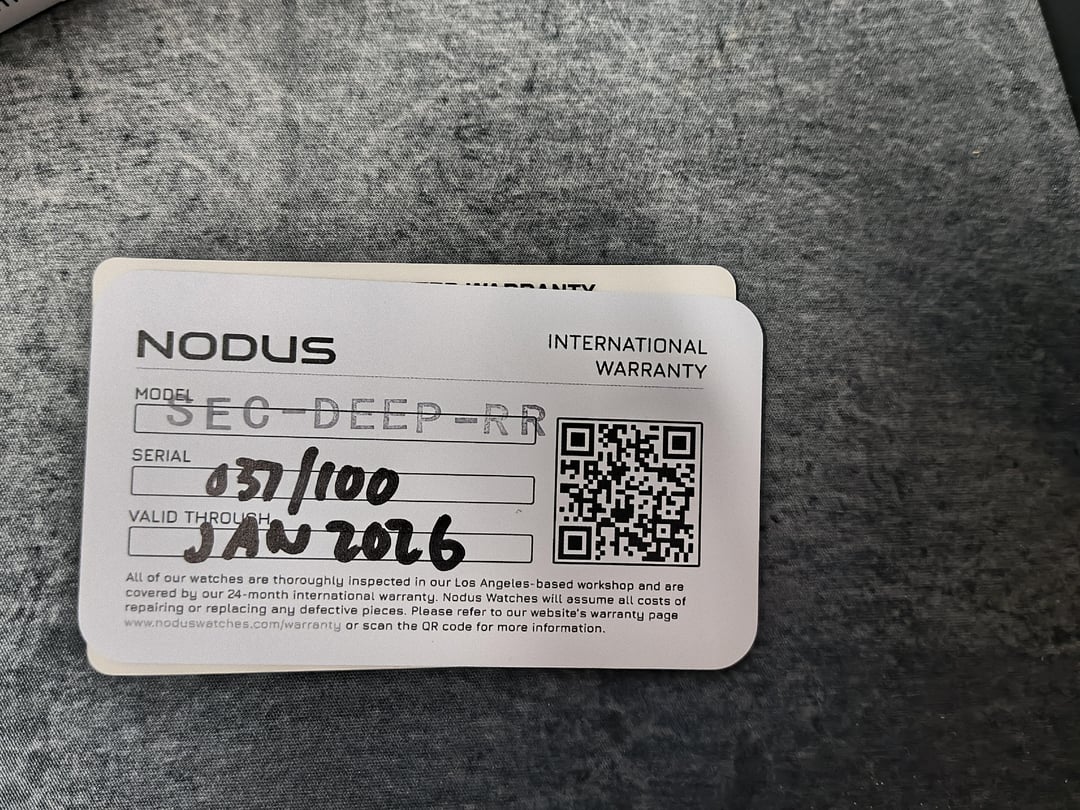 WARRANTY
NODUS
INTERNATIONAL
WARRANTY
MODEL
SEC-DEEP-RR
SERIAL
037/100
VALID THROUGH
JAN 2026
All of our watches are thoroughly inspected in our Los Angeles-based workshop and are
covered by our 24-month international warranty. Nodus Watches will assume all costs of
repairing or replacing any defective pieces. Please refer to our website's warranty page
www.noduswatches.com/warranty or scan the QR code for more information.